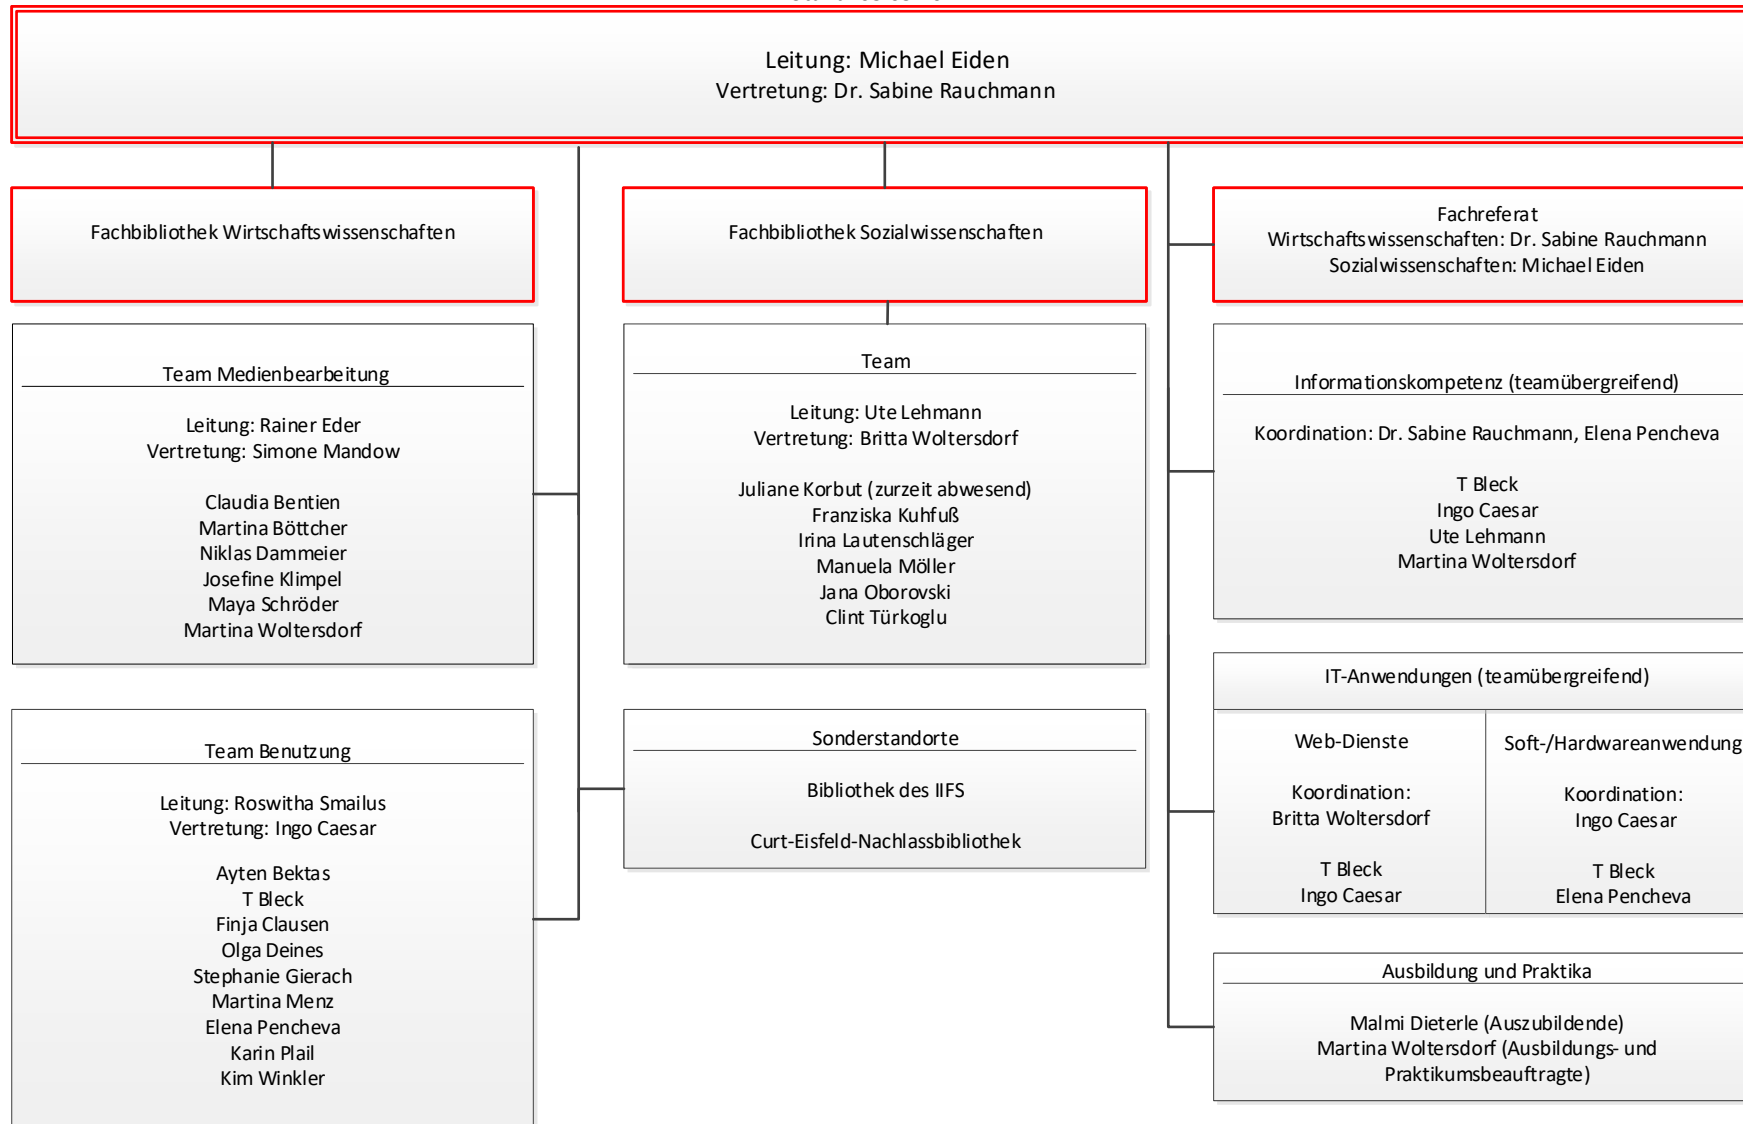 Leitung: Michael Eiden
Vertretung: Dr. Sabine Rauchmann
Fachbibliothek Wirtschaftswissenschaften
Fachbibliothek Sozialwissenschaften
Fachreferat
Wirtschaftswissenschaften: Dr. Sabine Rauchmann
Sozialwissenschaften: Michael Eiden
Team Medienbearbeitung
Leitung: Rainer Eder
Vertretung: Simone Mandow
Claudia Bentien
Martina Böttcher
Niklas Dammeier
Josefine Klimpel
Maya Schröder
Martina Woltersdorf
Team Benutzung
Leitung: Roswitha Smailus
Vertretung: Ingo Caesar
Ayten Bektas
T Bleck
Finja Clausen
Olga Deines
Stephanie Gierach
Martina Menz
Elena Pencheva
Karin Plail
Kim Winkler
Team
Leitung: Ute Lehmann
Vertretung: Britta Woltersdorf
Juliane Korbut (zurzeit abwesend)
Franziska Kuhfuß
Irina Lautenschläger
Manuela Möller
Jana Oborovski
Clint Türkoglu
Sonderstandorte
Bibliothek des IIFS
Curt-Eisfeld-Nachlassbibliothek
Informationskompetenz (teamübergreifend)
Koordination: Dr. Sabine Rauchmann, Elena Pencheva
T Bleck
Ingo Caesar
Ute Lehmann
Martina Woltersdorf
IT-Anwendungen (teamübergreifend)
Web-Dienste
Koordination:
Britta Woltersdorf
T Bleck
Ingo Caesar
Soft-/Hardwareanwendung
Koordination:
Ingo Caesar
T Bleck
Elena Pencheva
Ausbildung und Praktika
Malmi Dieterle (Auszubildende)
Martina Woltersdorf (Ausbildungs- und
Praktikumsbeauftragte)